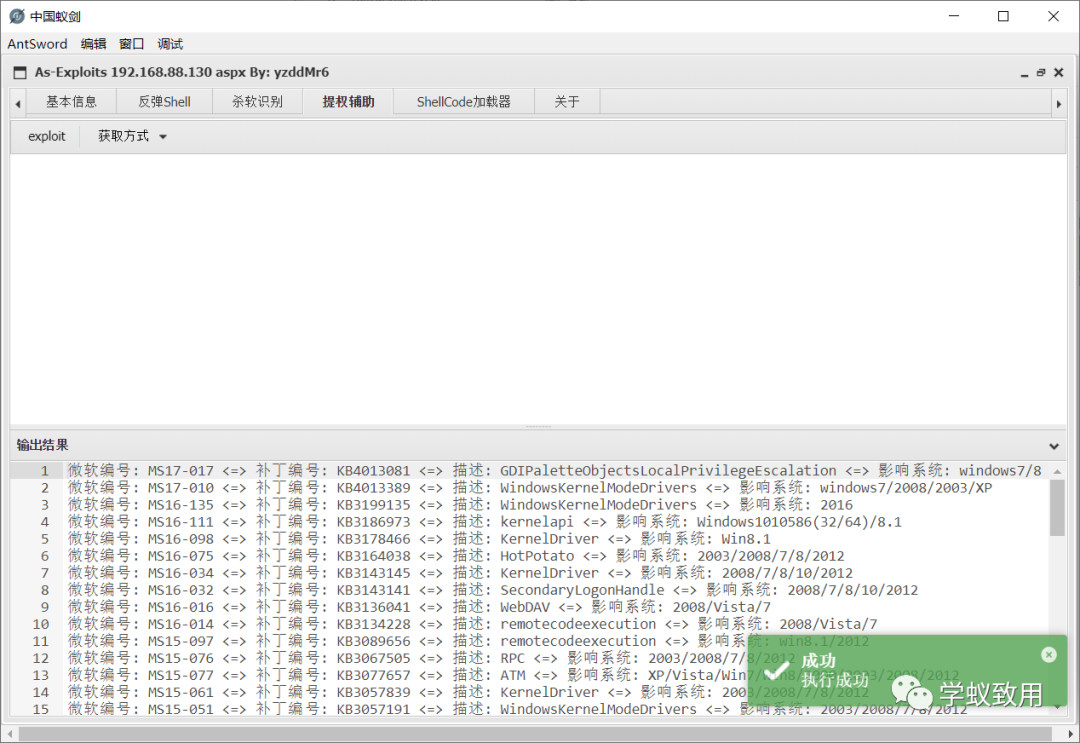 中国蚁剑
AntSword 编辑 窗口 调试
As-Exploits 192.168.88.130 aspx By: yzddMr6
基本信息 反弹Shell 杀软识别 提权辅助 ShellCode加载器 关于
exploit 获取方式
输出结果
1 微软编号: MS17-017 <=> 补丁编号: KB4013081 <=> 描述: GDIPaletteObjectsLocalPrivilegeEscalation <=> 影响系统: windows7/8
2 微软编号: MS17-010 <=> 补丁编号: KB4013389 <=> 描述: WindowsKernelModeDrivers <=> 影响系统: windows7/2008/2003/XP
3 微软编号: MS16-135 <=> 补丁编号: KB3199135 <=> 描述: WindowsKernelModeDrivers <=> 影响系统: 2016
4 微软编号: MS16-111 <=> 补丁编号: KB3186973 <=> 描述: kernelapi <=> 影响系统: Windows1010586(32/64)/8.1
5 微软编号: MS16-098 <=> 补丁编号: KB3178466 <=> 描述: KernelDriver <=> 影响系统: Win8.1
6 微软编号: MS16-075 <=> 补丁编号: KB3164038 <=> 描述: HotPotato <=> 影响系统: 2003/2008/7/8/2012
7 微软编号: MS16-034 <=> 补丁编号: KB3143145 <=> 描述: KernelDriver <=> 影响系统: 2008/7/8/10/2012
8 微软编号: MS16-032 <=> 补丁编号: KB3143141 <=> 描述: SecondaryLogonHandle <=> 影响系统: 2008/7/8/10/2012
9 微软编号: MS16-016 <=> 补丁编号: KB3136041 <=> 描述: WebDAV <=> 影响系统: 2008/Vista/7
10 微软编号: MS16-014 <=> 补丁编号: KB3134228 <=> 描述: remotecodeexecution <=> 影响系统: 2008/Vista/7
11 微软编号: MS15-097 <=> 补丁编号: KB3089656 <=> 描述: remotecodeexecution <=> 影响系统: win8.1/2012
12 微软编号: MS15-076 <=> 补丁编号: KB3067505 <=> 描述: RPC <=> 影响系统: 2003/2008/7/8/2012
13 微软编号: MS15-077 <=> 补丁编号: KB3077657 <=> 描述: ATM <=> 影响系统: XP/Vista/Win7/Win8/2000/2003/2008/2012
14 微软编号: MS15-061 <=> 补丁编号: KB3057839 <=> 描述: KernelDriver <=> 影响系统: 2003/2008/7/8/2012
15 微软编号: MS15-051 <=> 补丁编号: KB3057191 <=> 描述: WindowsKernelModeDrivers <=> 影响系统: 2003/2008/7/8/2012
成功
执行成功
学蚁致用